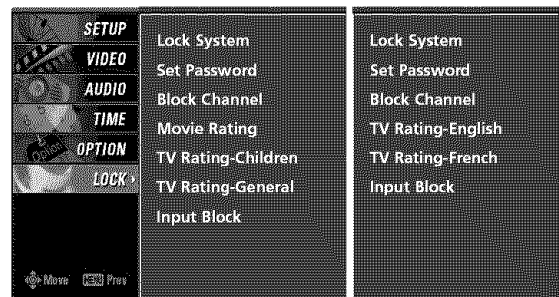 SETUP
VIDEO
AUDIO
TIME
OPTION
LOCK
Move MENU Prev
Lock System
Set Password
Block Channel
Movie Rating
TV Rating-Children
TV Rating-General
Input Block
Lock System
Set Password
Block Channel
TV Rating-English
TV Rating-French
Input Block